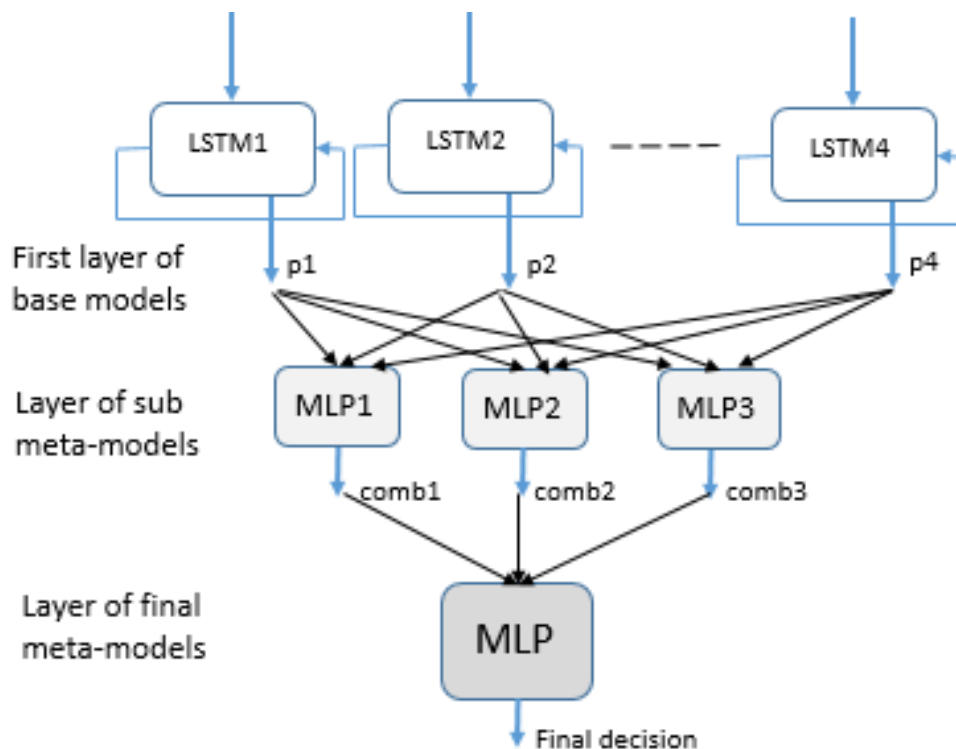 LSTM1
LSTM2
LSTM4
First layer of
base models
p1
p2
p4
Layer of sub
meta-models
MLP1
MLP2
MLP3
comb1
comb2
comb3
Layer of final
meta-models
MLP
Final decision